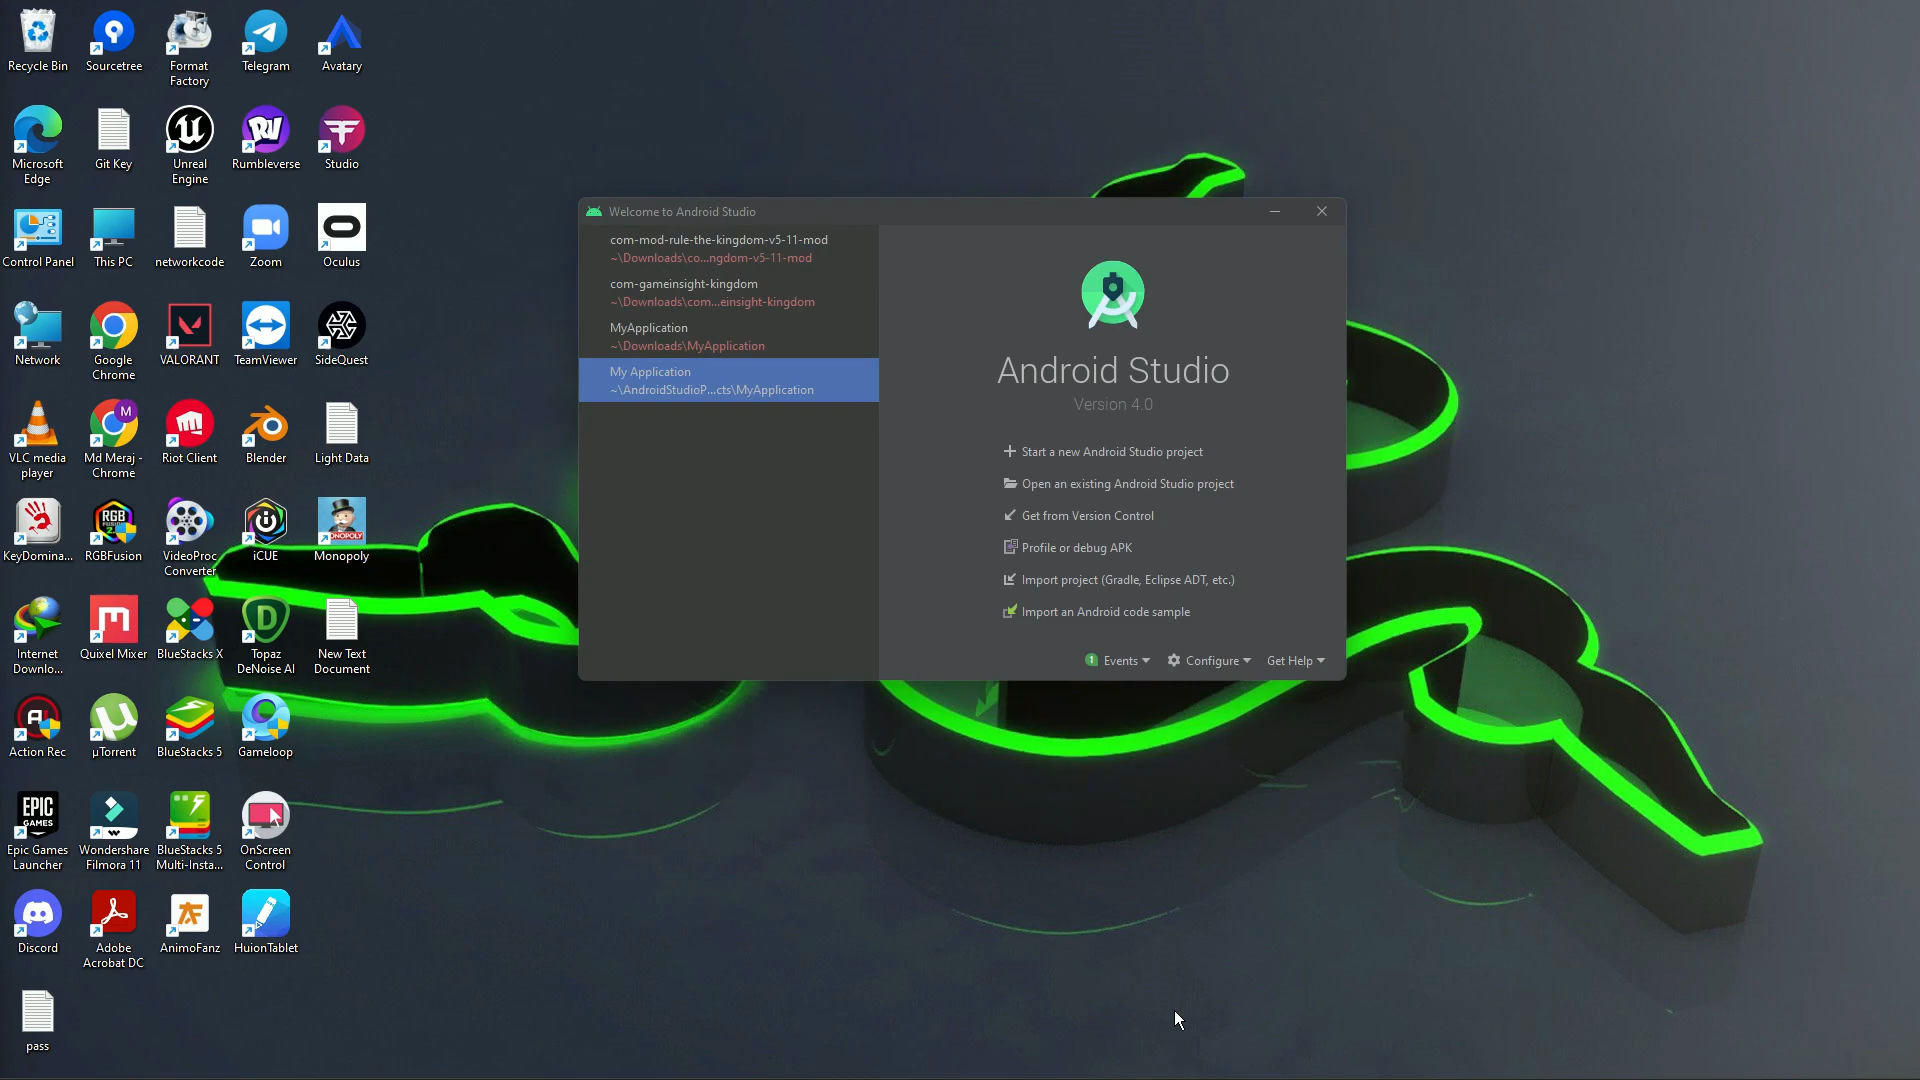 Recycle Bin
Sourcetree
Format
Factory
Telegram
Avatary
Microsoft
Edge
Git Key
Unreal
Engine
Rumbleverse
Studio
Control Panel
This PC
networkcode
Zoom
Oculus
Network
Google
Chrome
VALORANT
TeamViewer
SideQuest
VLC media
player
Md Meraj -
Chrome
Riot Client
Blender
Light Data
KeyDomina...
RGBFusion
VideoProc
Converter
iCUE
Monopoly
Internet
Downlo...
Quixel Mixer
BlueStacks X
Topaz
DeNoise AI
New Text
Document
Action Rec
µTorrent
BlueStacks 5
Gameloop
EPIC
GAMES
Epic Games
Launcher
Wondershare
Filmora 11
BlueStacks 5
Multi-Insta...
OnScreen
Control
Discord
Adobe
Acrobat DC
AnimoFanz
HuionTablet
pass
Welcome to Android Studio
com-mod-rule-the-kingdom-v5-11-mod
~\Downloads\co...ngdom-v5-11-mod
com-gameinsight-kingdom
~\Downloads\com...einsight-kingdom
MyApplication
~\Downloads\MyApplication
My Application
~\AndroidStudioP...cts\MyApplication
Android Studio
Version 4.0
Start a new Android Studio project
Open an existing Android Studio project
Get from Version Control
Profile or debug APK
Import project (Gradle, Eclipse ADT, etc.)
Import an Android code sample
1 Events
Configure
Get Help